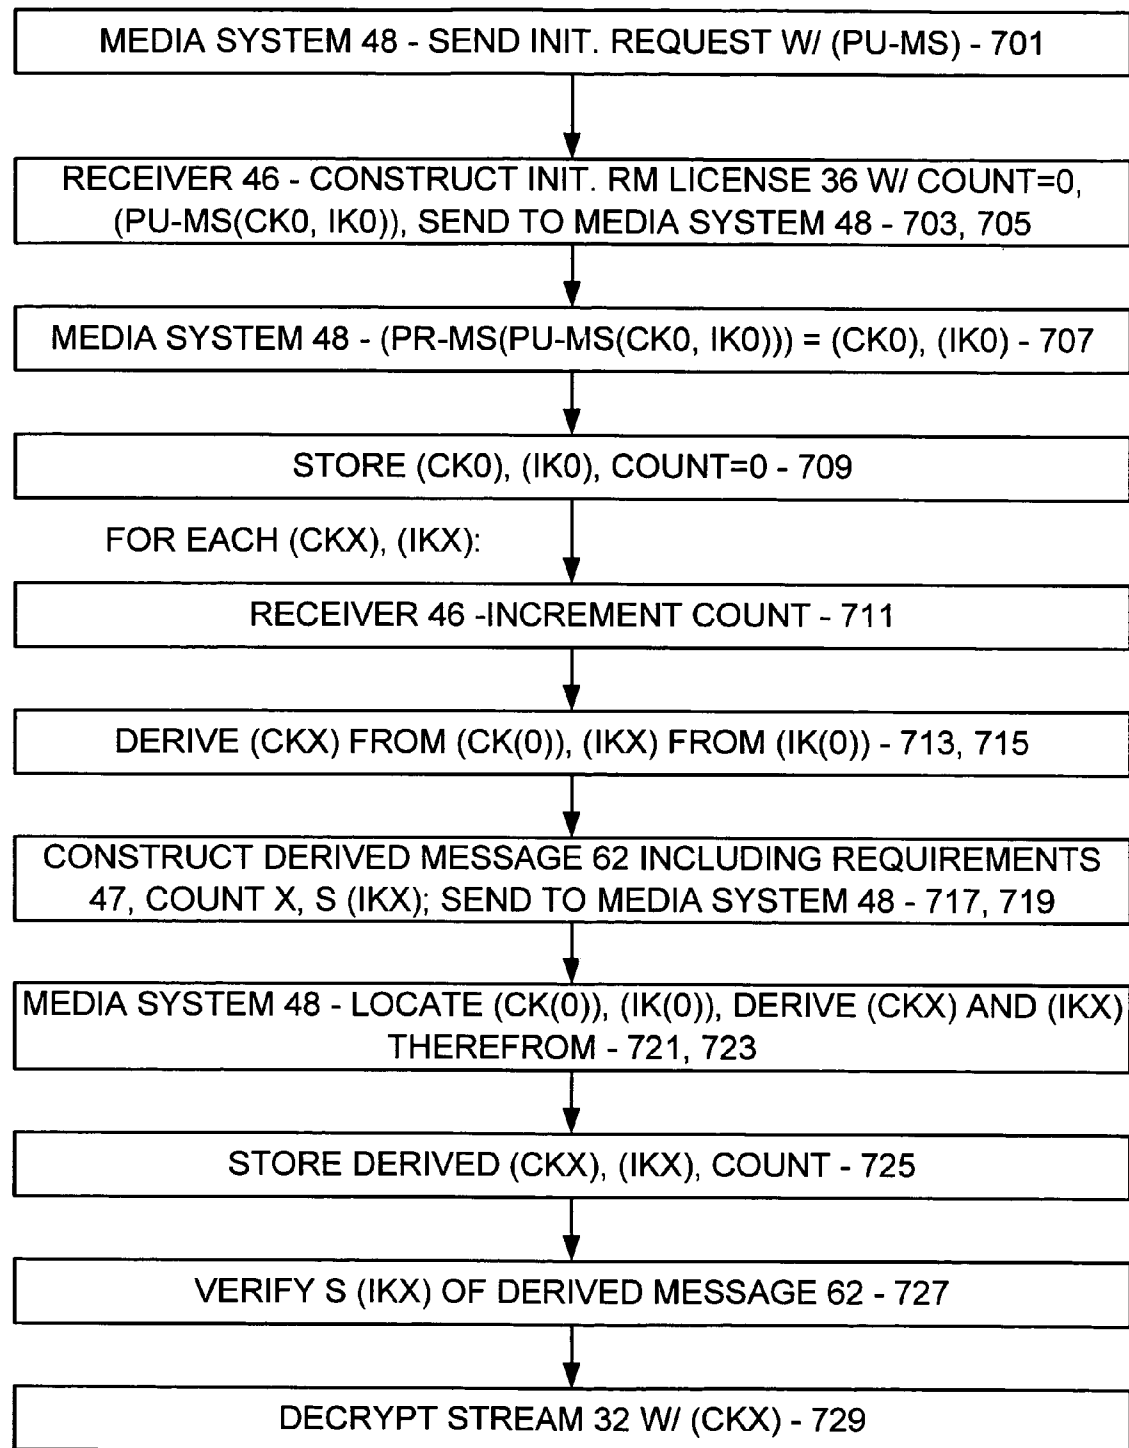 MEDIA SYSTEM 48 - SEND INIT. REQUEST W/ (PU-MS) - 701
RECEIVER 46 - CONSTRUCT INIT. RM LICENSE 36 W/ COUNT=0,
(PU-MS(CK0, IK0)), SEND TO MEDIA SYSTEM 48 - 703, 705
MEDIA SYSTEM 48 - (PR-MS(PU-MS(CK0, IK0))) = (CK0), (IK0) - 707
STORE (CK0), (IK0), COUNT=0 - 709
FOR EACH (CKX), (IKX):
RECEIVER 46 -INCREMENT COUNT - 711
DERIVE (CKX) FROM (CK(0)), (IKX) FROM (IK(0)) - 713, 715
CONSTRUCT DERIVED MESSAGE 62 INCLUDING REQUIREMENTS
47, COUNT X, S (IKX); SEND TO MEDIA SYSTEM 48 - 717, 719
MEDIA SYSTEM 48 - LOCATE (CK(0)), (IK(0)), DERIVE (CKX) AND (IKX)
THEREFROM - 721, 723
STORE DERIVED (CKX), (IKX), COUNT - 725
VERIFY S (IKX) OF DERIVED MESSAGE 62 - 727
DECRYPT STREAM 32 W/ (CKX) - 729